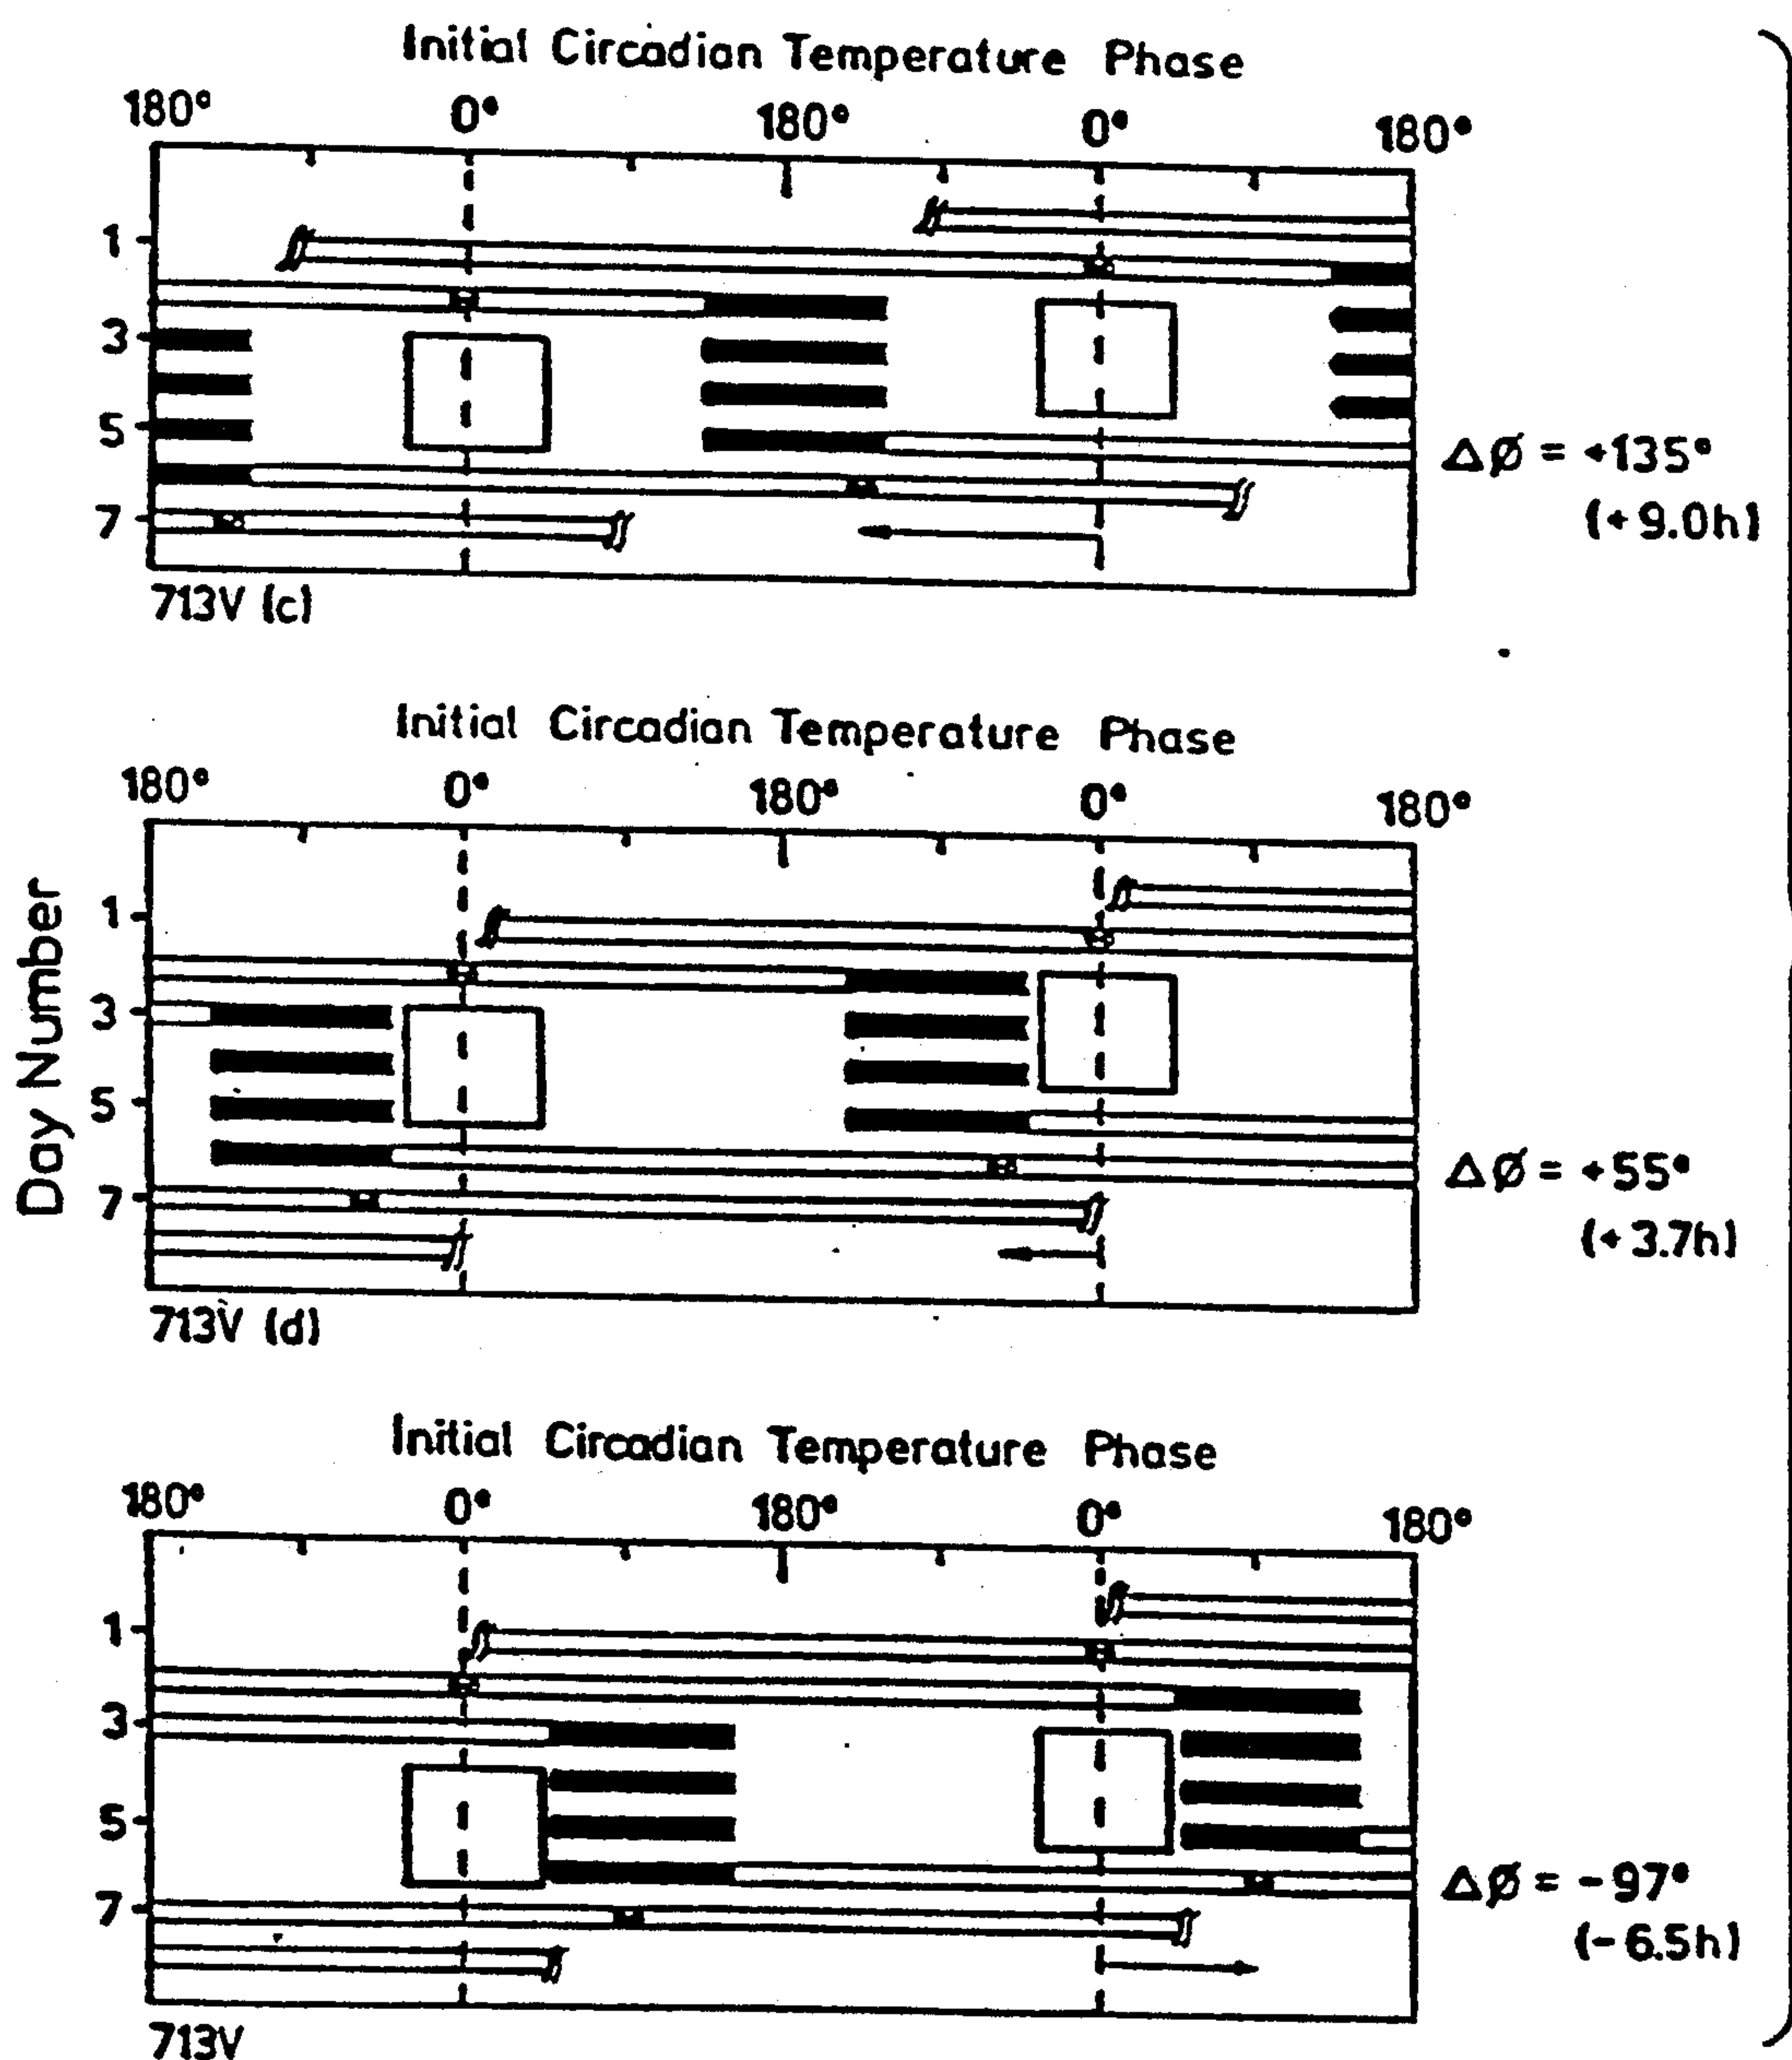 Initial Circadian Temperature Phase
180° 0° 180° 0° 180°
1
3
5
7
Δø = +135°
(+9.0h)
713V (c)
Initial Circadian Temperature Phase
180° 0° 180° 0° 180°
Day Number
1
3
5
7
Δø = +55°
(+3.7h)
713V (d)
Initial Circadian Temperature Phase
180° 0° 180° 0° 180°
1
3
5
7
Δø = -97°
(-6.5h)
713V